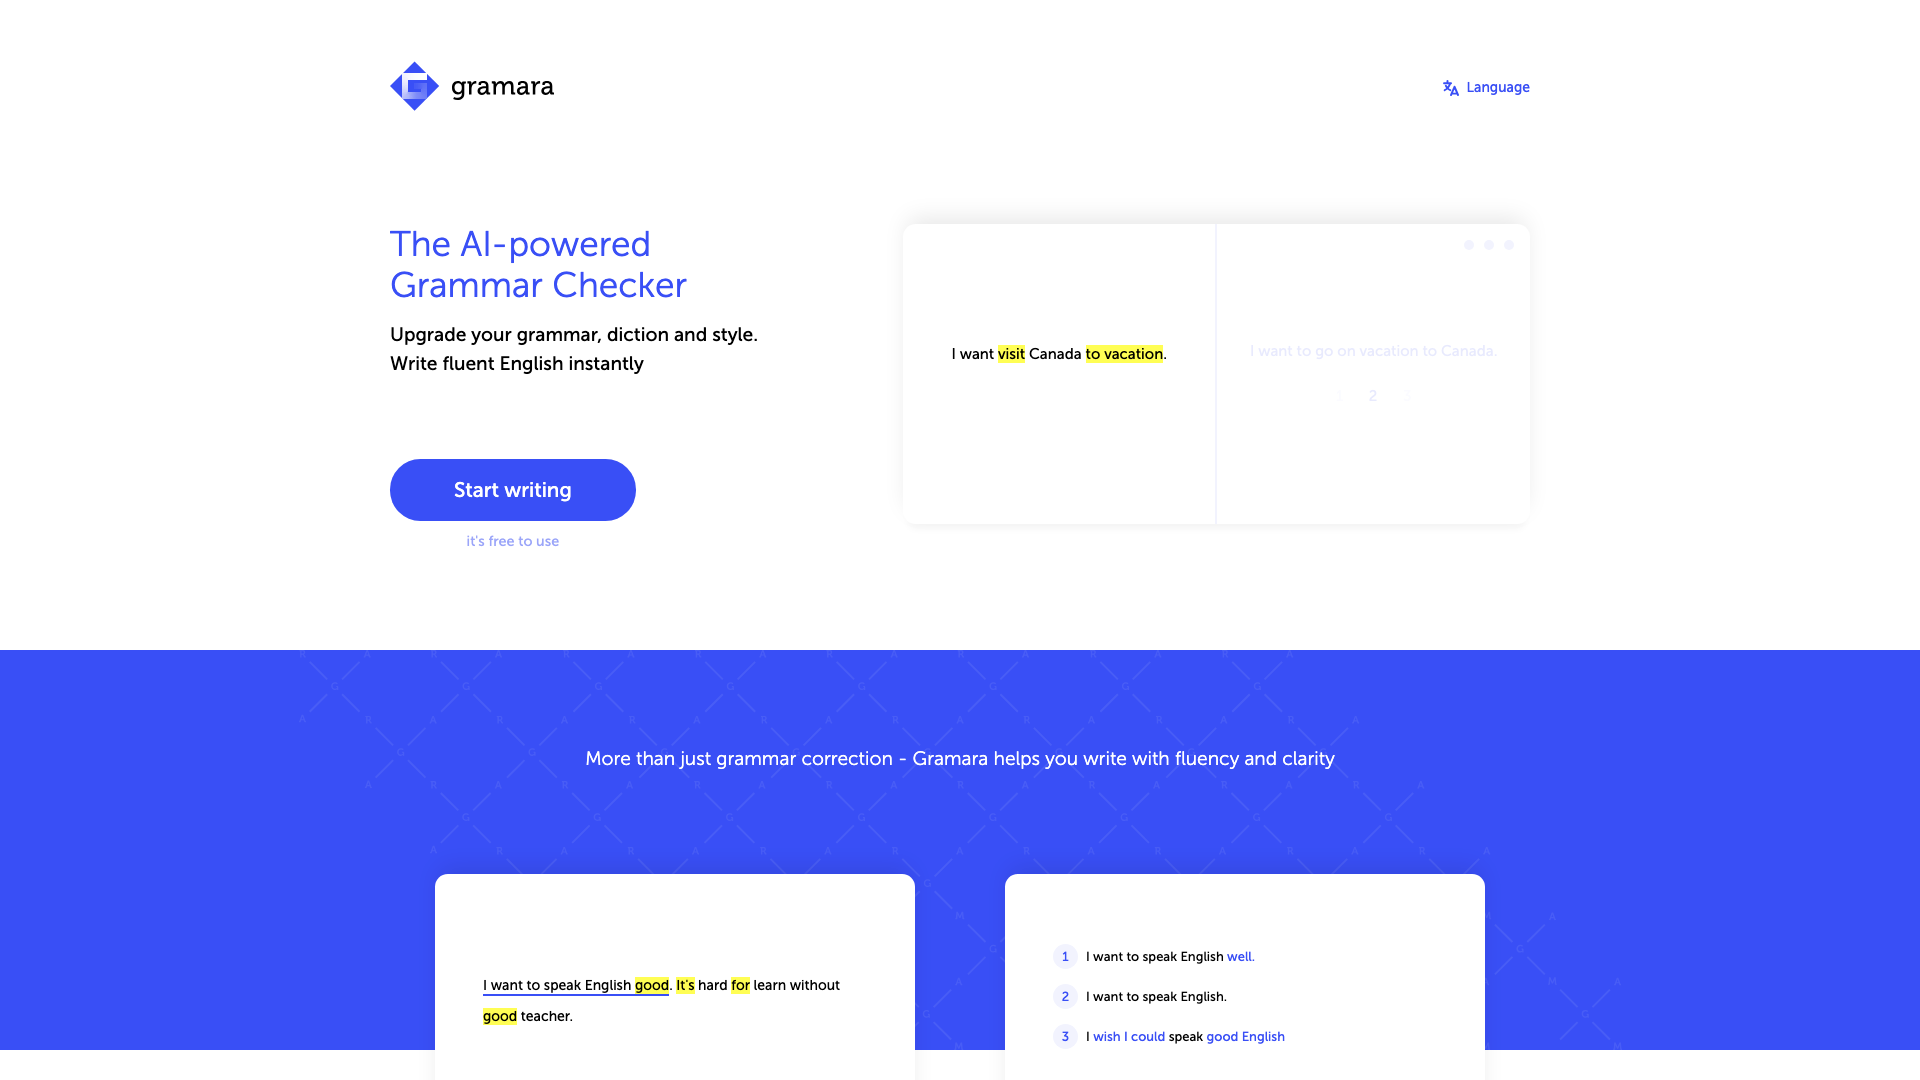 gramara
Language
The AI-powered
Grammar Checker
Upgrade your grammar, diction and style.
Write fluent English instantly
I want visit Canada to vacation.
I want to go on vacation to Canada.
1 2 3
Start writing
it's free to use
More than just grammar correction - Gramara helps you write with fluency and clarity
I want to speak English good. It's hard for learn without
good teacher.
1 I want to speak English well.
2 I want to speak English.
3 I wish I could speak good English